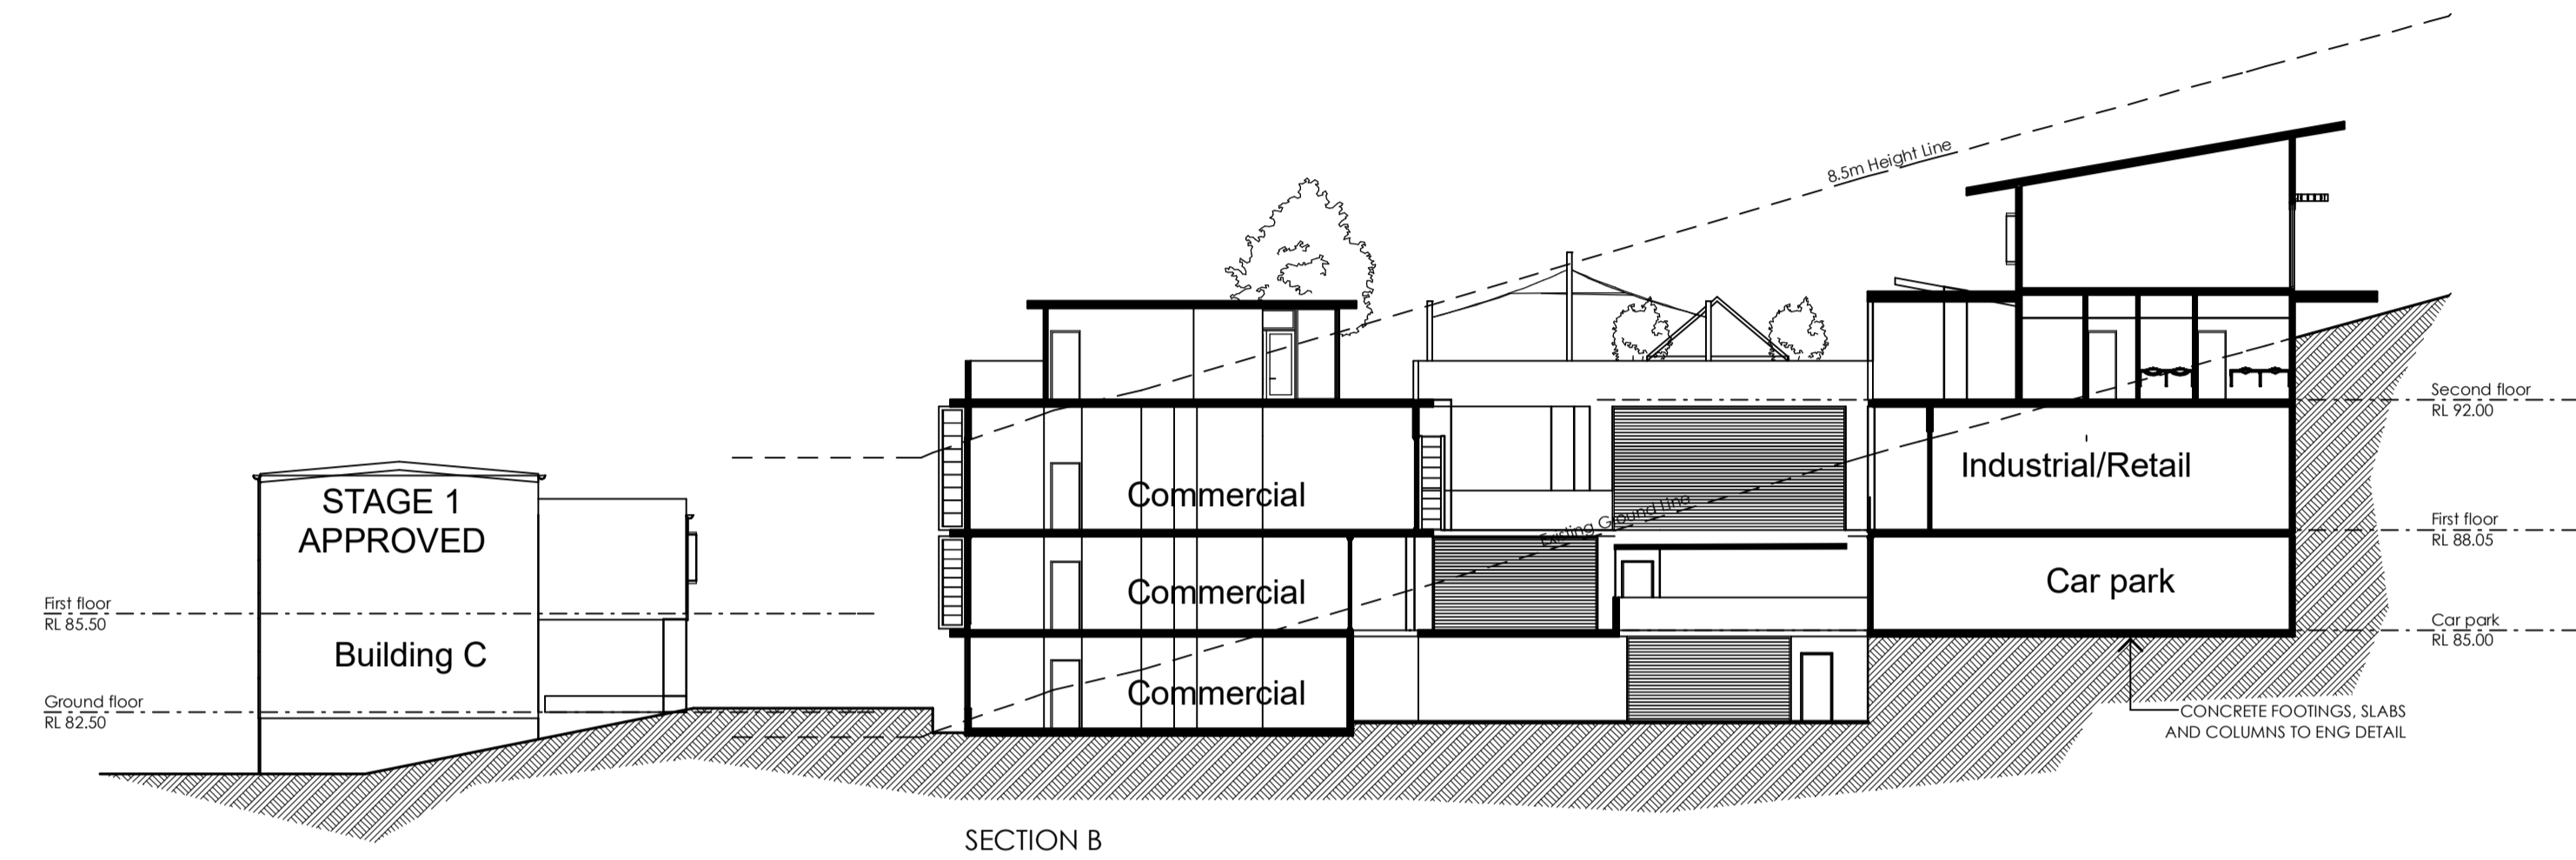 8.5m Height Line
STAGE 1
APPROVED
Building C
First floor
RL 85.50
Ground floor
RL 82.50
Commercial
Commercial
Commercial
Existing Ground Line
Industrial/Retail
Car park
Second floor
RL 92.00
First floor
RL 88.05
Car park
RL 85.00
CONCRETE FOOTINGS, SLABS
AND COLUMNS TO ENG DETAIL
SECTION B